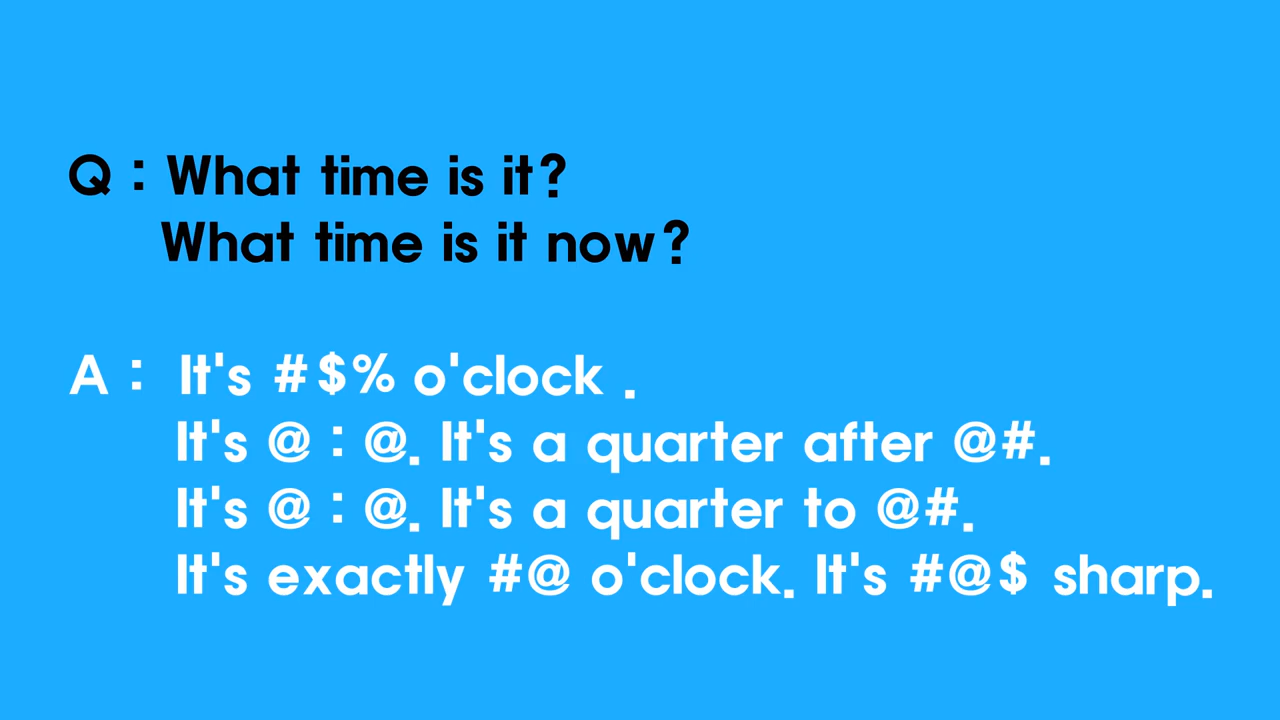 Q : What time is it?
What time is it now?
A : It's #$% o'clock .
It's @ : @. It's a quarter after @#.
It's @ : @. It's a quarter to @#.
It's exactly #@ o'clock. It's #@$ sharp.